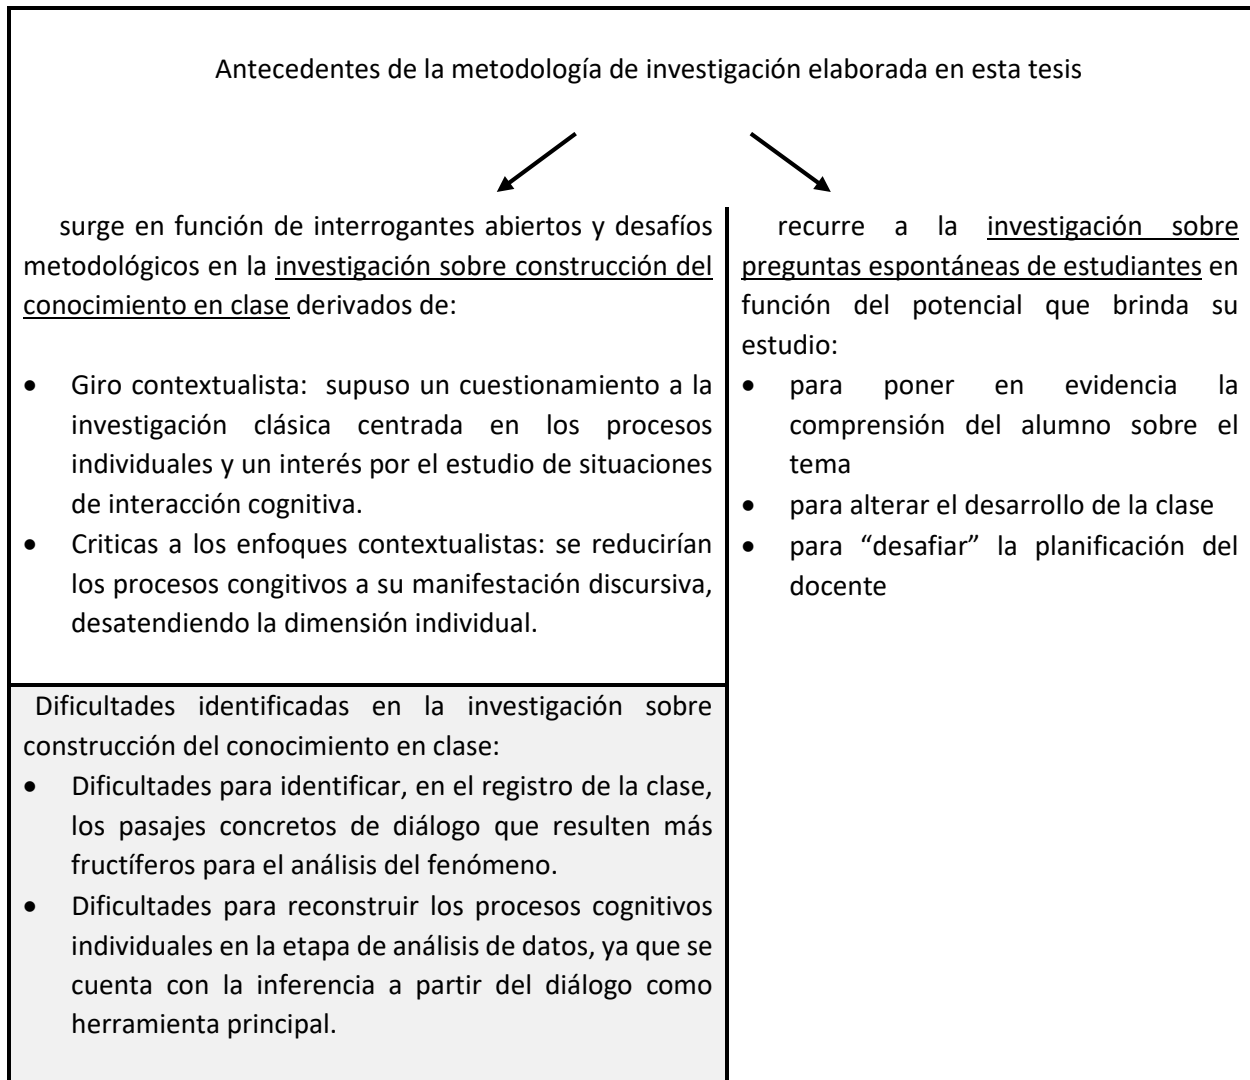 Antecedentes de la metodología de investigación elaborada en esta tesis
surge en función de interrogantes abiertos y desafíos
metodológicos en la investigación sobre construcción del
conocimiento en clase derivados de:
• Giro contextualista: supuso un cuestionamiento a la
investigación clásica centrada en los procesos
individuales y un interés por el estudio de situaciones
de interacción cognitiva.
• Criticas a los enfoques contextualistas: se reducirían
los procesos congitivos a su manifestación discursiva,
desatendiendo la dimensión individual.
Dificultades identificadas en la investigación sobre
construcción del conocimiento en clase:
• Dificultades para identificar, en el registro de la clase,
los pasajes concretos de diálogo que resulten más
fructíferos para el análisis del fenómeno.
• Dificultades para reconstruir los procesos cognitivos
individuales en la etapa de análisis de datos, ya que se
cuenta con la inferencia a partir del diálogo como
herramienta principal.
recurre a la investigación sobre
preguntas espontáneas de estudiantes en
función del potencial que brinda su
estudio:
• para poner en evidencia la
comprensión del alumno sobre el
tema
• para alterar el desarrollo de la clase
• para “desafiar” la planificación del
docente